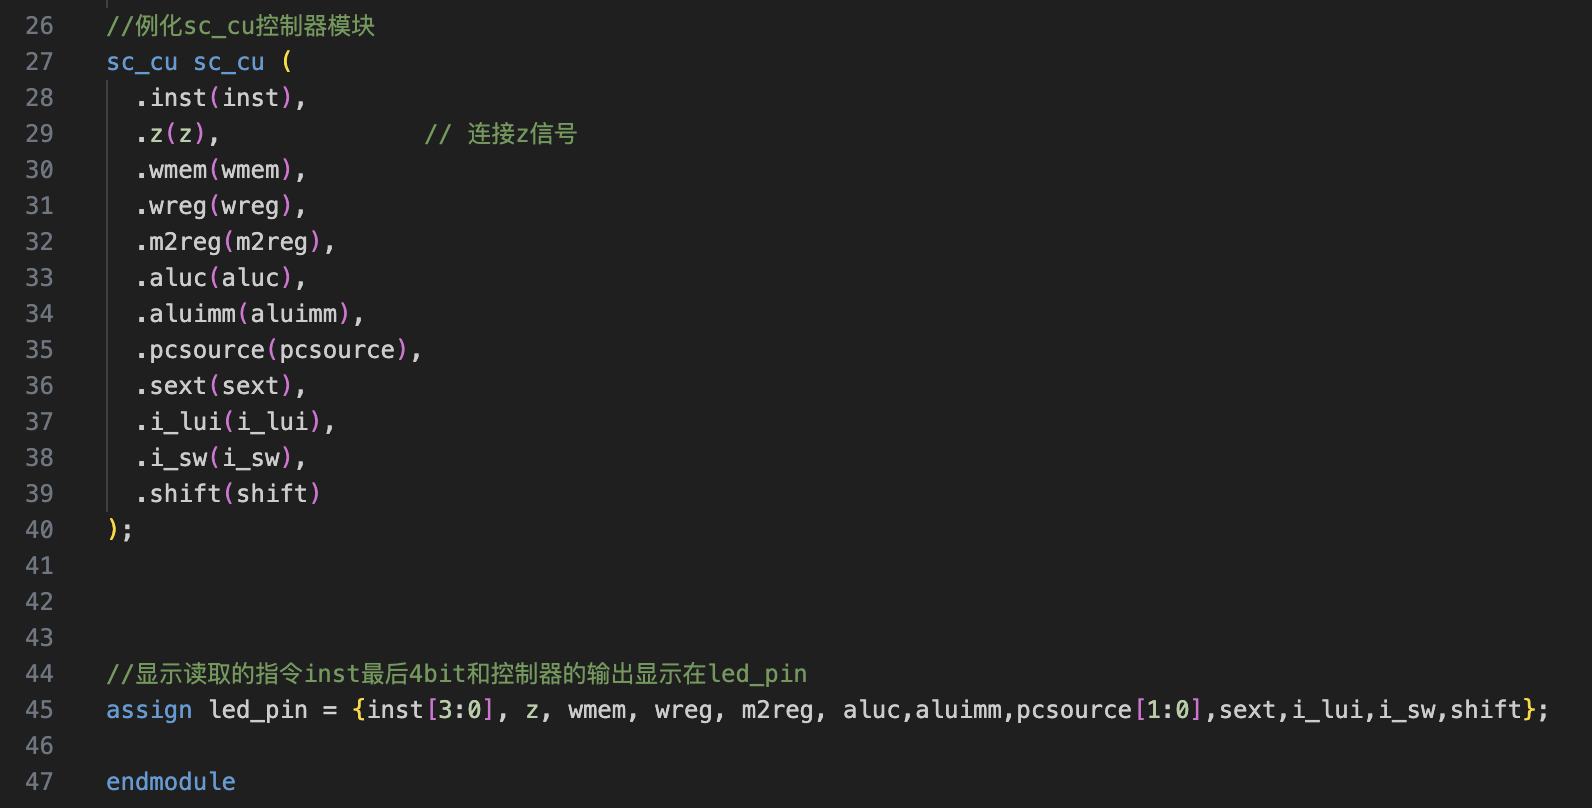 26 //例化sc_cu控制器模块
27 sc_cu sc_cu (
28 .inst(inst),
29 .z(z), // 连接z信号
30 .wmem(wmem),
31 .wreg(wreg),
32 .m2reg(m2reg),
33 .aluc(aluc),
34 .aluimm(aluimm),
35 .pcsource(pcsource),
36 .sext(sext),
37 .i_lui(i_lui),
38 .i_sw(i_sw),
39 .shift(shift)
40 );
41
42
43
44 //显示读取的指令inst最后4bit和控制器的输出显示在led_pin
45 assign led_pin = {inst[3:0], z, wmem, wreg, m2reg, aluc,aluimm,pcsource[1:0],sext,i_lui,i_sw,shift};
46
47 endmodule